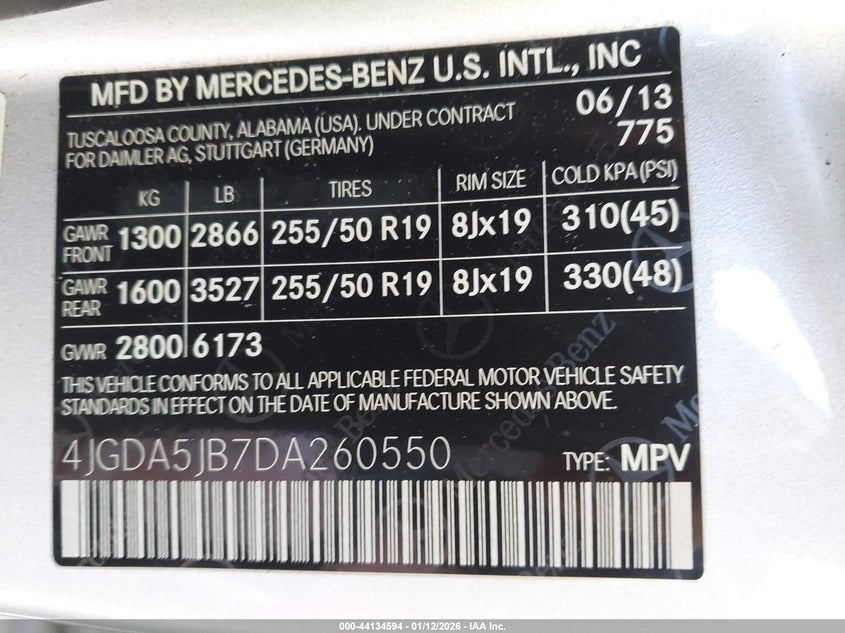 MFD BY MERCEDES-BENZ U.S. INTL., INC
TUSCALOOSA COUNTY, ALABAMA (USA). UNDER CONTRACT 06/13
FOR DAIMLER AG, STUTTGART (GERMANY) 775
KG LB TIRES RIM SIZE COLD KPA (PSI)
GAWR FRONT 1300 2866 255/50 R19 8Jx19 310(45)
GAWR REAR 1600 3527 255/50 R19 8Jx19 330(48)
GVWR 2800 6173
THIS VEHICLE CONFORMS TO ALL APPLICABLE FEDERAL MOTOR VEHICLE SAFETY
STANDARDS IN EFFECT ON THE DATE OF MANUFACTURE SHOWN ABOVE.
4JGDA5JB7DA260550 TYPE: MPV
Mercedes-Benz
000-44134594 - 01/12/2026 - IAA Inc.